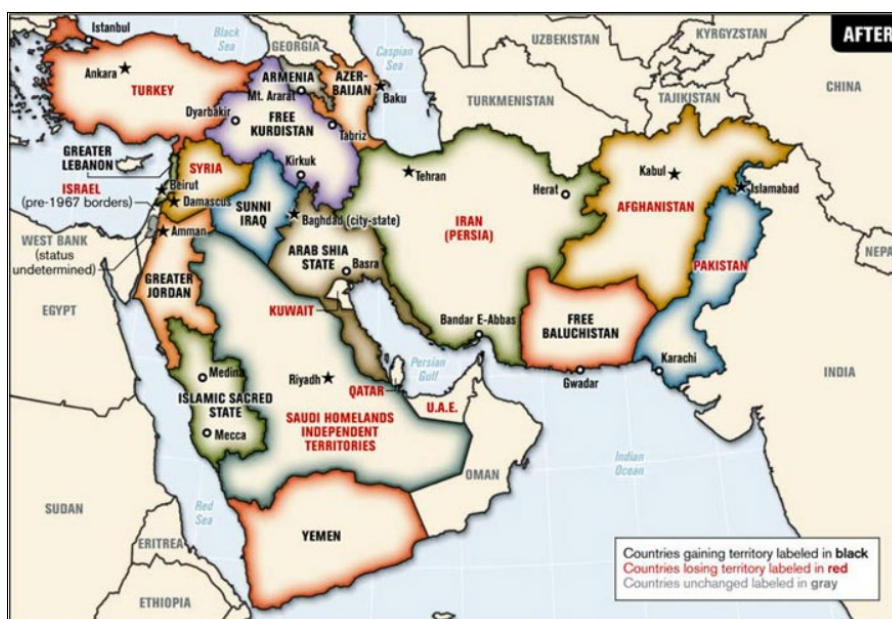 AFTER
Istanbul
Black
Sea
GEORGIA
Caspian
Sea
UZBEKISTAN
KYRGYZSTAN
Ankara
TURKEY
ARMENIA
Mt. Ararat
AZER-
BAIJAN
Baku
TURKMENISTAN
TAJIKISTAN
CHINA
Dyarbakir
FREE
KURDISTAN
Tabriz
GREATER
LEBANON
SYRIA
Kirkuk
Tehran
Herat
Kabul
Islamabad
ISRAEL
(pre-1967 borders)
Beirut
Damascus
SUNNI
IRAQ
Baghdad (city-state)
IRAN
(PERSIA)
AFGHANISTAN
WEST BANK
(status
undetermined)
Amman
ARAB SHIA
STATE
Basra
PAKISTAN
NEPA
GREATER
JORDAN
EGYPT
KUWAIT
Bandar E-Abbas
FREE
BALUCHISTAN
Persian
Gulf
Karachi
Gwadar
INDIA
Medina
ISLAMIC SACRED
STATE
Mecca
Riyadh
QATAR
U.A.E.
SAUDI HOMELANDS
INDEPENDENT
TERRITORIES
OMAN
Indian
Ocean
SUDAN
Red
Sea
YEMEN
ERITREA
ETHIOPIA
Countries gaining territory labeled in black
Countries losing territory labeled in red
Countries unchanged labeled in gray